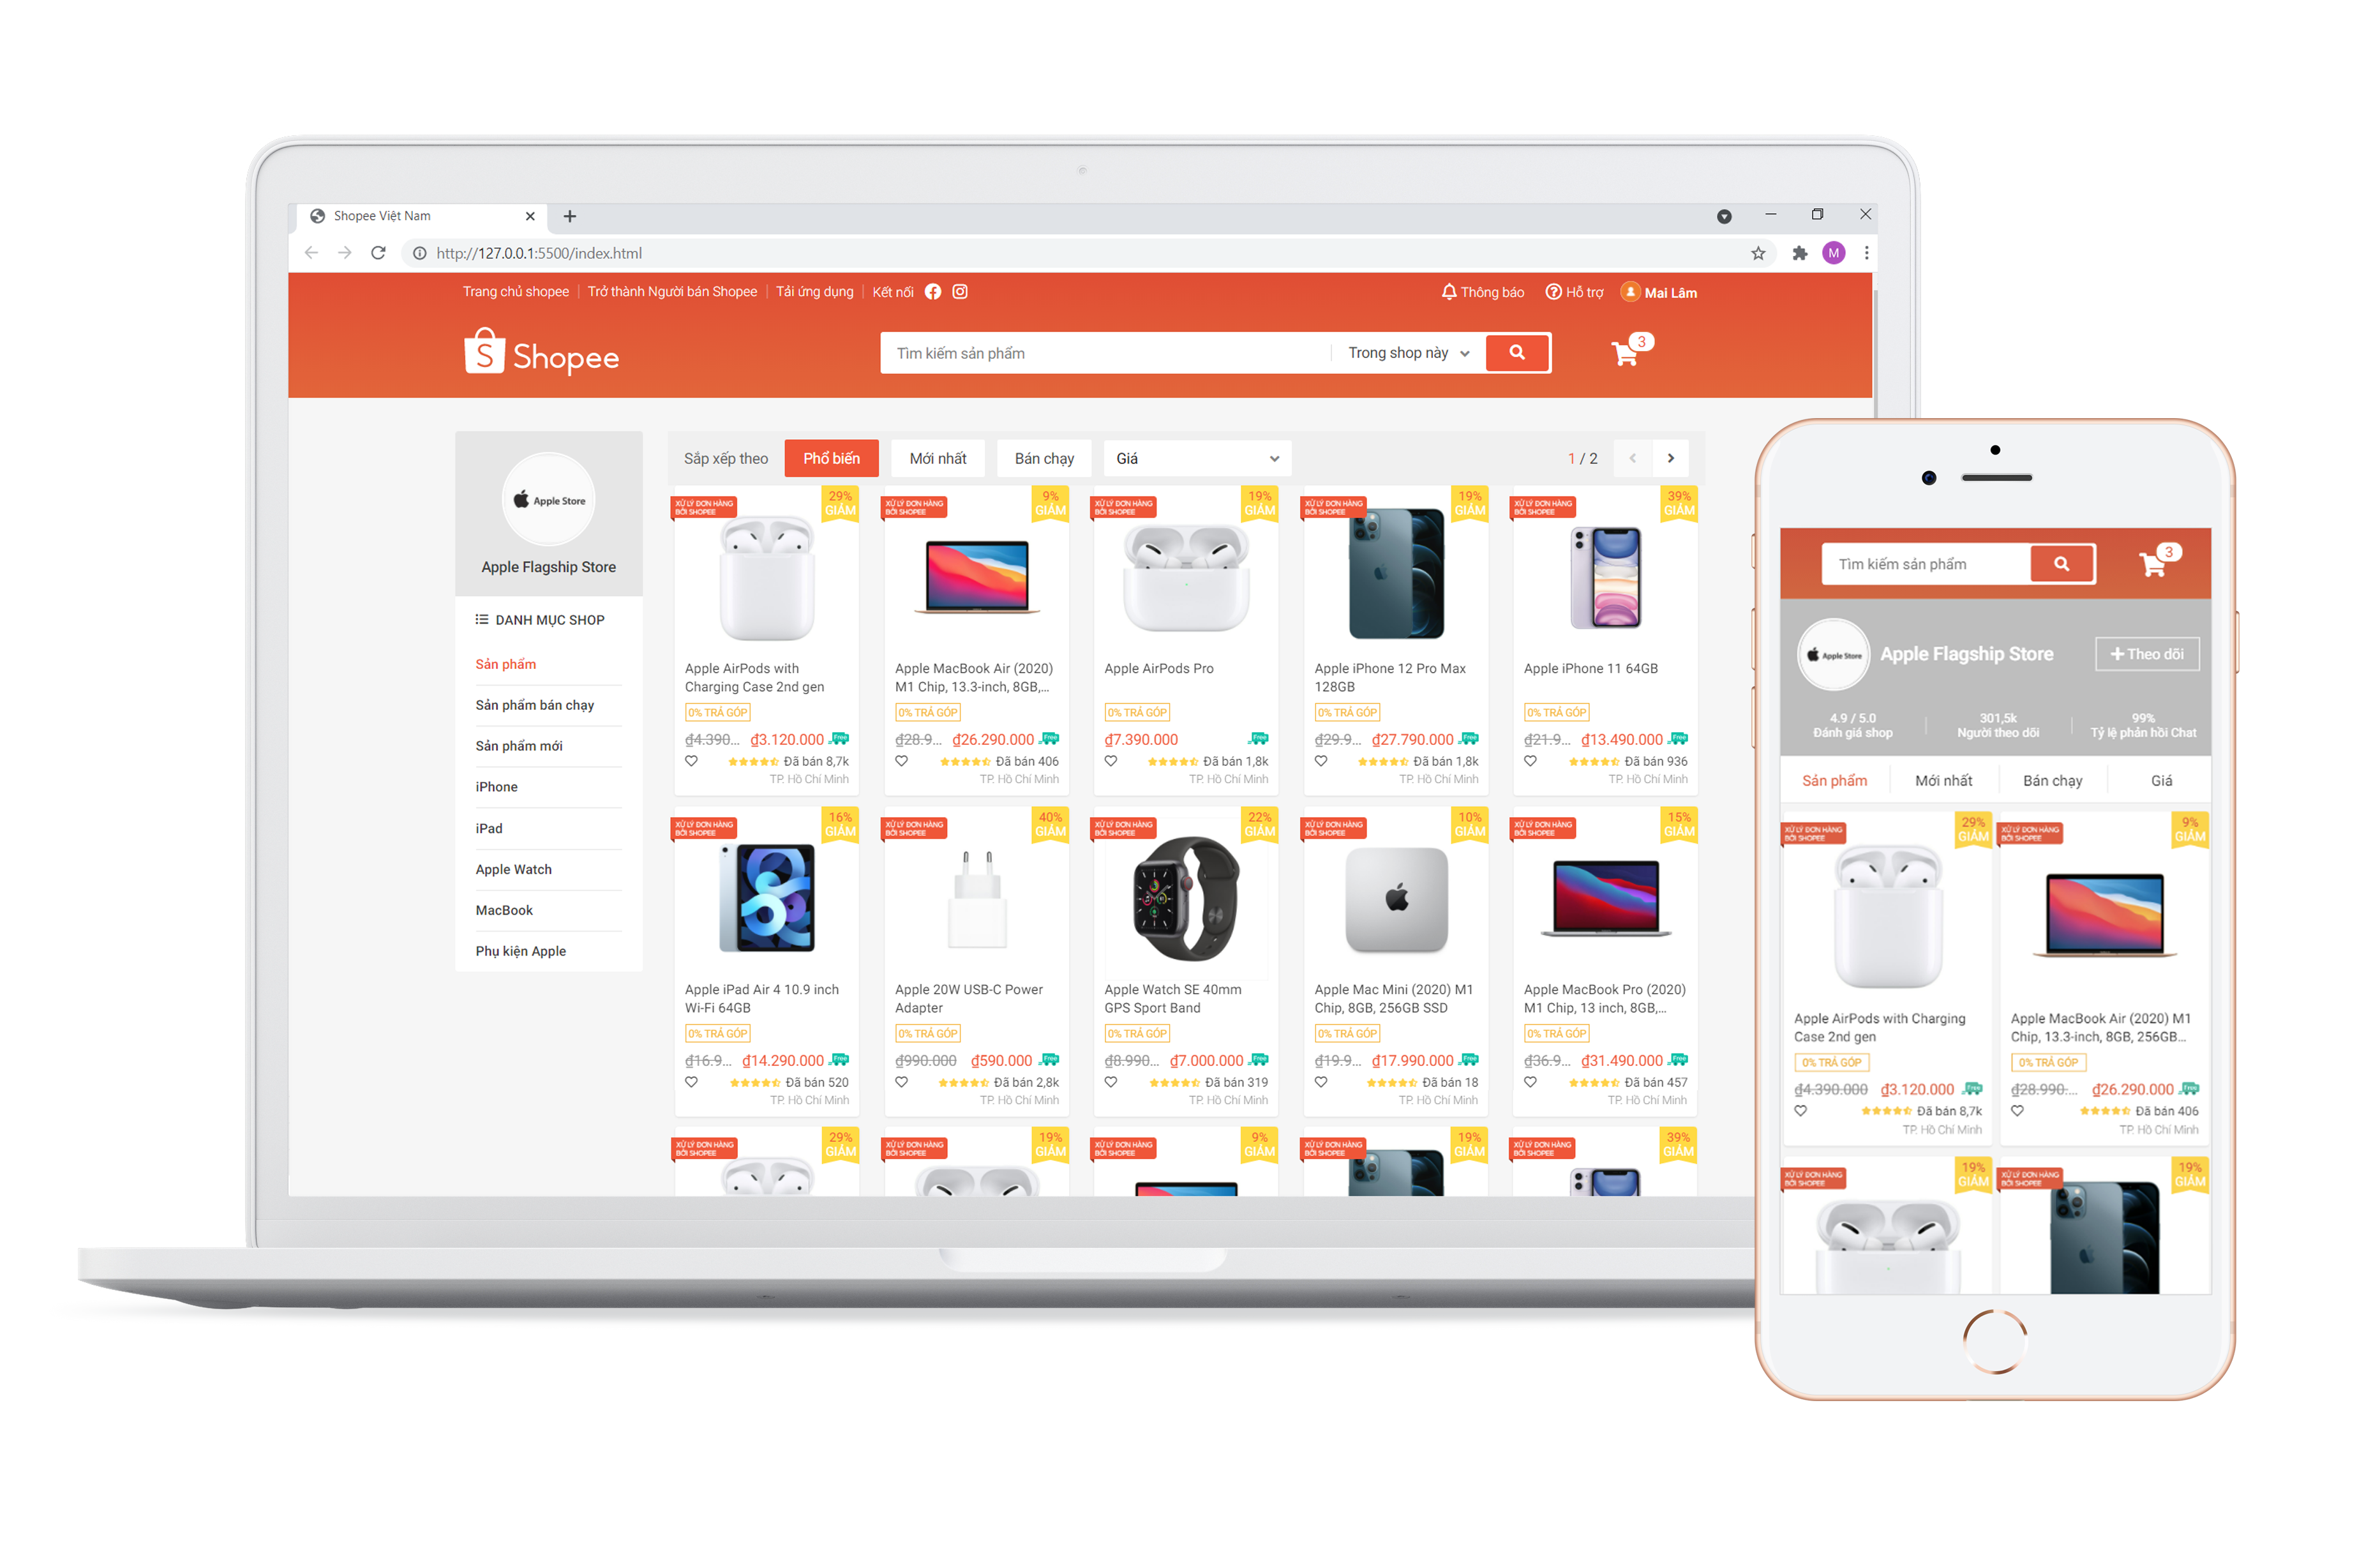 Shopee Việt Nam
http://127.0.0.1:5500/index.html
M
Trang chủ shopee
Trở thành Người bán Shopee
Tải ứng dụng
Kết nối
Thông báo
Hỗ trợ
Mai Lâm
S Shopee
Tìm kiếm sản phẩm
Trong shop này
3
Apple Store
Apple Flagship Store
DANH MỤC SHOP
Sản phẩm
Sản phẩm bán chạy
Sản phẩm mới
iPhone
iPad
Apple Watch
MacBook
Phụ kiện Apple
Sắp xếp theo
Phổ biến
Mới nhất
Bán chạy
Giá
1 / 2
XỬ LÝ ĐƠN HÀNG
BỞI SHOPEE
29%
GIẢM
Apple AirPods with
Charging Case 2nd gen
0% TRẢ GÓP
₫4.390... ₫3.120.000 Free
Đã bán 8,7k
TP. Hồ Chí Minh
XỬ LÝ ĐƠN HÀNG
BỞI SHOPEE
9%
GIẢM
Apple MacBook Air (2020)
M1 Chip, 13.3-inch, 8GB,...
0% TRẢ GÓP
₫28.9... ₫26.290.000 Free
Đã bán 406
TP. Hồ Chí Minh
XỬ LÝ ĐƠN HÀNG
BỞI SHOPEE
19%
GIẢM
Apple AirPods Pro
0% TRẢ GÓP
₫7.390.000 Free
Đã bán 1,8k
TP. Hồ Chí Minh
XỬ LÝ ĐƠN HÀNG
BỞI SHOPEE
19%
GIẢM
Apple iPhone 12 Pro Max
128GB
0% TRẢ GÓP
₫29.9... ₫27.790.000 Free
Đã bán 1,8k
TP. Hồ Chí Minh
XỬ LÝ ĐƠN HÀNG
BỞI SHOPEE
39%
GIẢM
Apple iPhone 11 64GB
0% TRẢ GÓP
₫21.9... ₫13.490.000 Free
Đã bán 936
TP. Hồ Chí Minh
XỬ LÝ ĐƠN HÀNG
BỞI SHOPEE
16%
GIẢM
Apple iPad Air 4 10.9 inch
Wi-Fi 64GB
0% TRẢ GÓP
₫16.9... ₫14.290.000 Free
Đã bán 520
TP. Hồ Chí Minh
XỬ LÝ ĐƠN HÀNG
BỞI SHOPEE
40%
GIẢM
Apple 20W USB-C Power
Adapter
0% TRẢ GÓP
₫990.000 ₫590.000 Free
Đã bán 2,8k
TP. Hồ Chí Minh
XỬ LÝ ĐƠN HÀNG
BỞI SHOPEE
22%
GIẢM
Apple Watch SE 40mm
GPS Sport Band
0% TRẢ GÓP
₫8.990... ₫7.000.000 Free
Đã bán 319
TP. Hồ Chí Minh
XỬ LÝ ĐƠN HÀNG
BỞI SHOPEE
10%
GIẢM
Apple Mac Mini (2020) M1
Chip, 8GB, 256GB SSD
0% TRẢ GÓP
₫19.9... ₫17.990.000 Free
Đã bán 18
TP. Hồ Chí Minh
XỬ LÝ ĐƠN HÀNG
BỞI SHOPEE
15%
GIẢM
Apple MacBook Pro (2020)
M1 Chip, 13 inch, 8GB,...
0% TRẢ GÓP
₫36.9... ₫31.490.000 Free
Đã bán 457
TP. Hồ Chí Minh
XỬ LÝ ĐƠN HÀNG
BỞI SHOPEE
29%
GIẢM
XỬ LÝ ĐƠN HÀNG
BỞI SHOPEE
19%
GIẢM
XỬ LÝ ĐƠN HÀNG
BỞI SHOPEE
9%
GIẢM
XỬ LÝ ĐƠN HÀNG
BỞI SHOPEE
19%
GIẢM
XỬ LÝ ĐƠN HÀNG
BỞI SHOPEE
39%
GIẢM
Tìm kiếm sản phẩm
3
Apple Store
Apple Flagship Store
Theo dõi
4.9 / 5.0
Đánh giá shop
301,5k
Người theo dõi
99%
Tỷ lệ phản hồi Chat
Sản phẩm
Mới nhất
Bán chạy
Giá
XỬ LÝ ĐƠN HÀNG
BỞI SHOPEE
29%
GIẢM
Apple AirPods with Charging
Case 2nd gen
0% TRẢ GÓP
₫4.390.000 ₫3.120.000 Free
Đã bán 8,7k
TP. Hồ Chí Minh
XỬ LÝ ĐƠN HÀNG
BỞI SHOPEE
9%
GIẢM
Apple MacBook Air (2020) M1
Chip, 13.3-inch, 8GB, 256GB...
0% TRẢ GÓP
₫28.990.... ₫26.290.000 Free
Đã bán 406
TP. Hồ Chí Minh
XỬ LÝ ĐƠN HÀNG
BỞI SHOPEE
19%
GIẢM
XỬ LÝ ĐƠN HÀNG
BỞI SHOPEE
19%
GIẢM